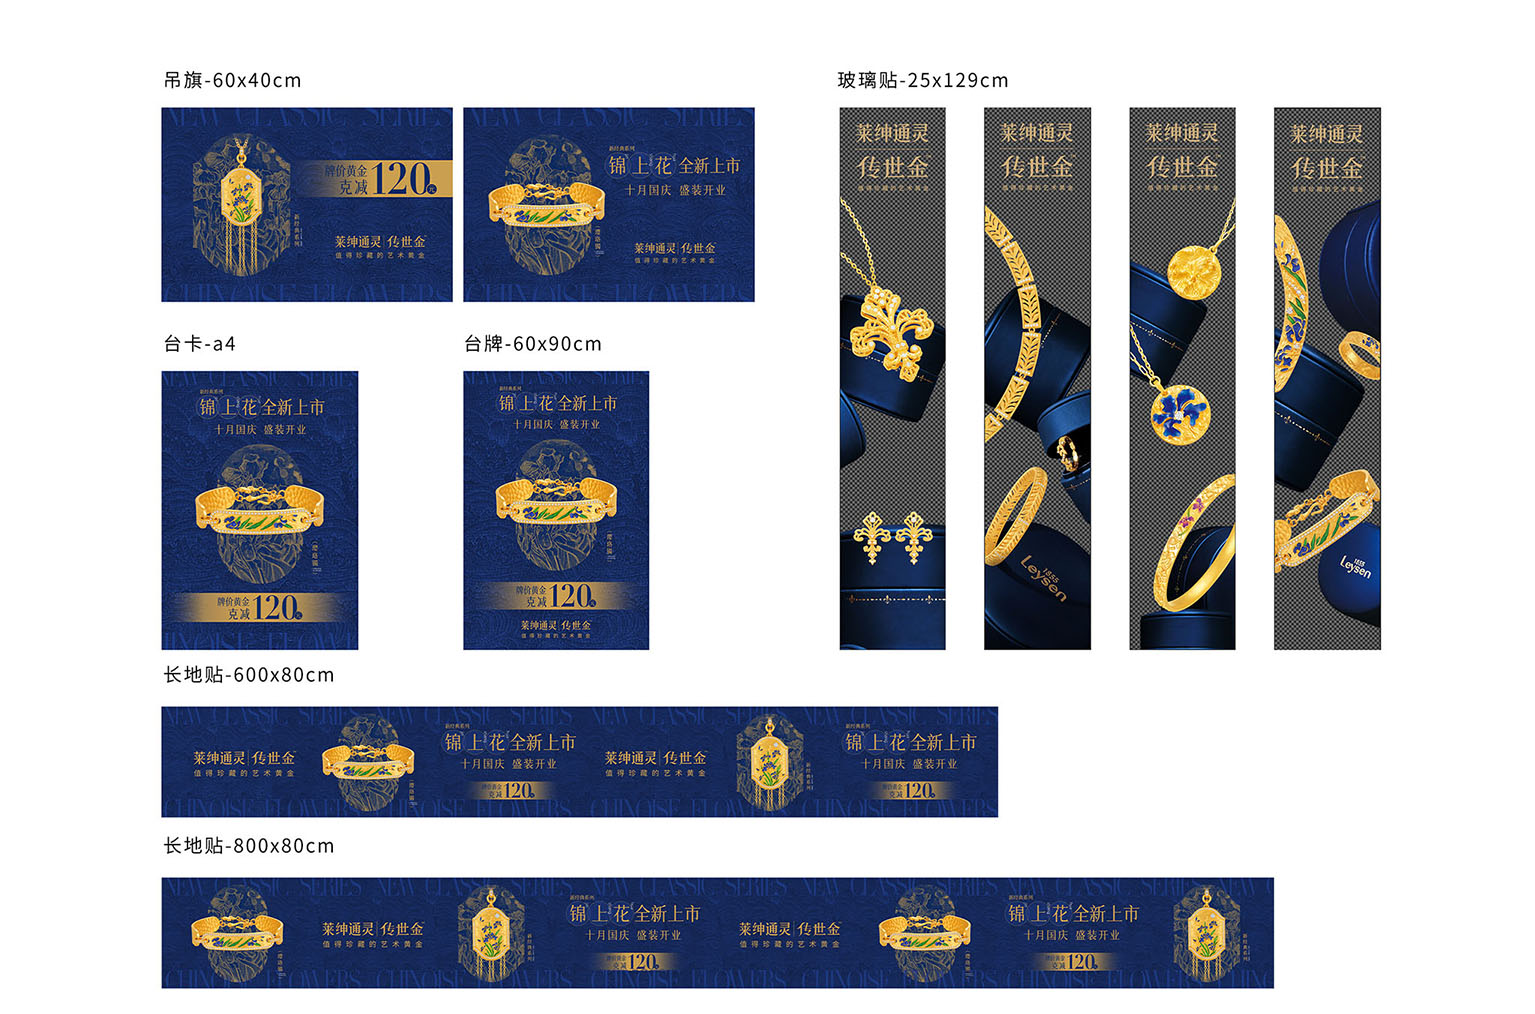 吊旗-60x40cm
NEW CLASSIC SERIES
牌价黄金
克减120元
新经典系列
莱绅通灵|传世金
值得珍藏的艺术黄金
CHINOISE FLOWERS
新经典系列
锦上花全新上市
十月国庆 盛装开业
莱绅通灵|传世金
值得珍藏的艺术黄金
CHINOISE FLOWERS
玻璃贴-25x129cm
莱绅通灵
传世金
值得珍藏的艺术黄金
莱绅通灵
传世金
值得珍藏的艺术黄金
1855
Leysen
莱绅通灵
传世金
值得珍藏的艺术黄金
莱绅通灵
传世金
值得珍藏的艺术黄金
1855
Leysen
台卡-a4
NEW CLASSIC SERIES
新经典系列
锦上花全新上市
十月国庆 盛装开业
牌价黄金
克减120元
CHINOISE FLOWERS
台牌-60x90cm
NEW CLASSIC SERIES
新经典系列
锦上花全新上市
十月国庆 盛装开业
牌价黄金
克减120元
莱绅通灵|传世金
值得珍藏的艺术黄金
长地贴-600x80cm
NEW CLASSIC SERIES NEW CLASSIC SERIES
莱绅通灵|传世金
值得珍藏的艺术黄金
新经典系列
锦上花全新上市
十月国庆 盛装开业
牌价黄金
克减120元
莱绅通灵|传世金
值得珍藏的艺术黄金
新经典系列
新经典系列
锦上花全新上市
十月国庆 盛装开业
牌价黄金
克减120元
CHINOISE FLOWERS CHINOISE FLOWERS
长地贴-800x80cm
NEW CLASSIC SERIES NEW CLASSIC SERIES
莱绅通灵|传世金
值得珍藏的艺术黄金
新经典系列
新经典系列
锦上花全新上市
十月国庆 盛装开业
牌价黄金
克减120元
莱绅通灵|传世金
值得珍藏的艺术黄金
新经典系列
锦上花全新上市
十月国庆 盛装开业
牌价黄金
克减120元
新经典系列
CHINOISE FLOWERS CHINOISE FLOWERS